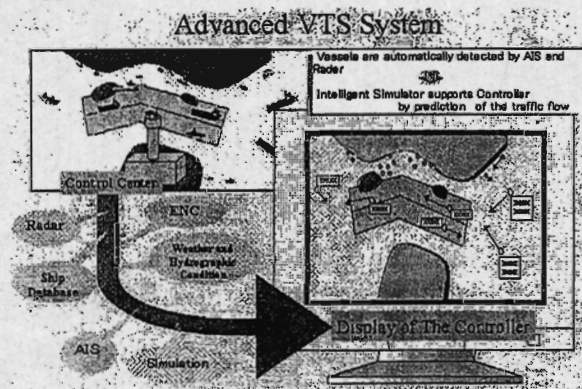 Advanced VTS System
Vessels are automatically detected by AIS and
Rader
Intelligent Simulator supports Controller
by prediction of the traffic flow
Control Center
Radar
ENC
Weather and
Hydrographic
Condition
Ship
Database
AIS
Simulation
Display of The Controller